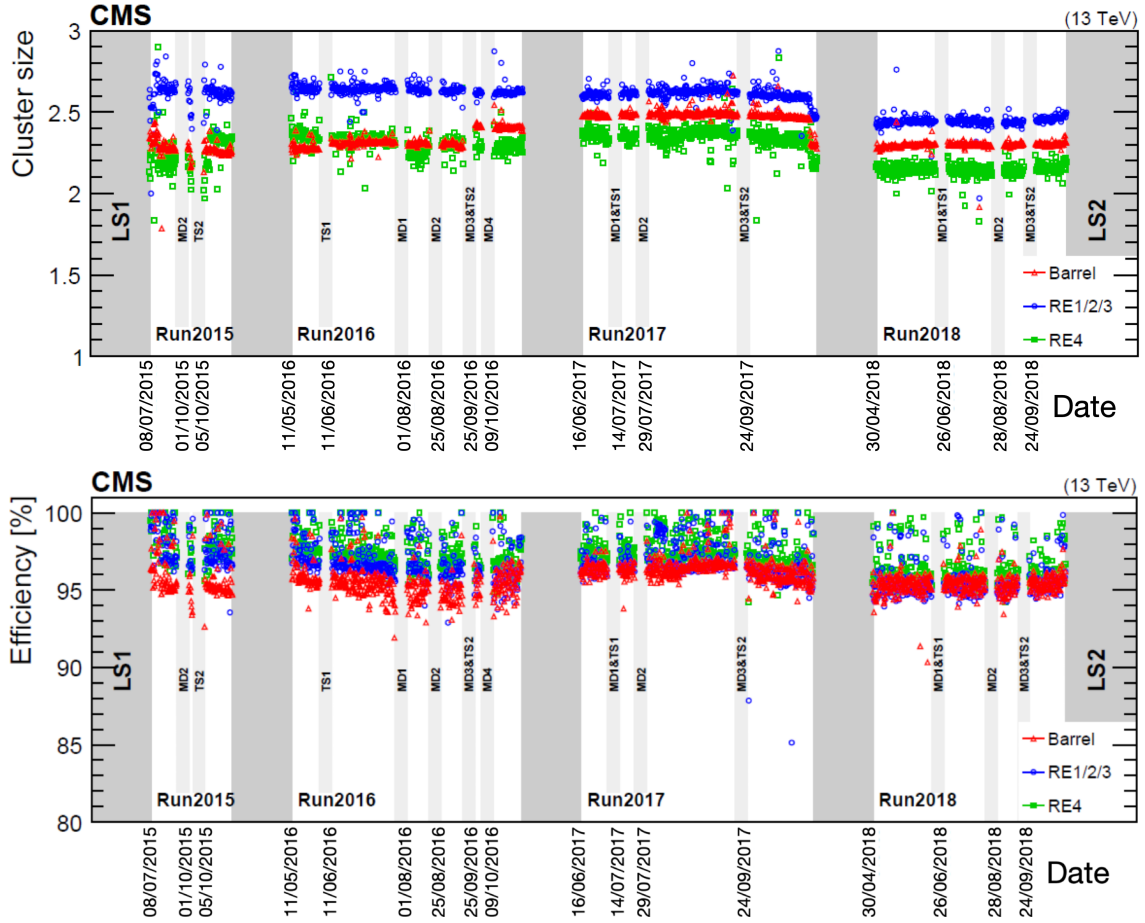 CMS
(13 TeV)
Cluster size
3
2.5
2
1.5
1
LS1
MD2
TS2
TS1
MD1
MD2
MD3&TS2
MD4
MD1&TS1
MD2
MD3&TS2
MD1&TS1
MD2
MD3&TS2
LS2
Barrel
RE1/2/3
RE4
Run2015
Run2016
Run2017
Run2018
08/07/2015
01/10/2015
05/10/2015
11/05/2016
11/06/2016
01/08/2016
25/08/2016
25/09/2016
09/10/2016
16/06/2017
14/07/2017
29/07/2017
24/09/2017
30/04/2018
26/06/2018
28/08/2018
24/09/2018
Date
CMS
(13 TeV)
Efficiency [%]
100
95
90
85
80
LS1
MD2
TS2
TS1
MD1
MD2
MD3&TS2
MD4
MD1&TS1
MD2
MD3&TS2
MD1&TS1
MD2
MD3&TS2
LS2
Barrel
RE1/2/3
RE4
Run2015
Run2016
Run2017
Run2018
08/07/2015
01/10/2015
05/10/2015
11/05/2016
11/06/2016
01/08/2016
25/08/2016
25/09/2016
09/10/2016
16/06/2017
14/07/2017
29/07/2017
24/09/2017
30/04/2018
26/06/2018
28/08/2018
24/09/2018
Date